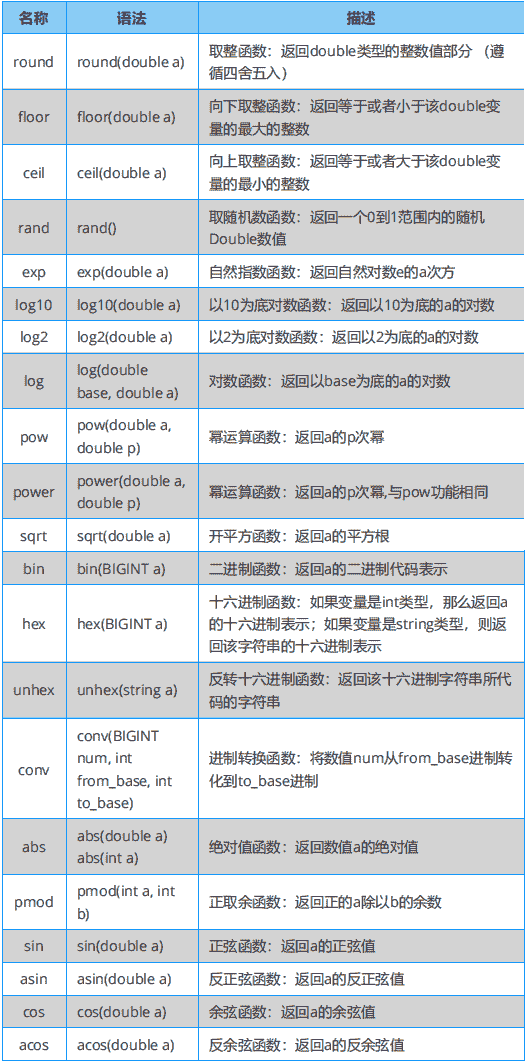 名称 语法 描述
round round(double a) 取整函数：返回double类型的整数值部分 （遵
循四舍五入）
floor floor(double a) 向下取整函数：返回等于或者小于该double变
量的最大的整数
ceil ceil(double a) 向上取整函数：返回等于或者大于该double变
量的最小的整数
rand rand() 取随机数函数：返回一个0到1范围内的随机
Double数值
exp exp(double a) 自然指数函数：返回自然对数e的a次方
log10 log10(double a) 以10为底对数函数：返回以10为底的a的对数
log2 log2(double a) 以2为底对数函数：返回以2为底的a的对数
log log(double
base, double a) 对数函数：返回以base为底的a的对数
pow pow(double a,
double p) 幂运算函数：返回a的p次幂
power power(double a,
double p) 幂运算函数：返回a的p次幂,与pow功能相同
sqrt sqrt(double a) 开平方函数：返回a的平方根
bin bin(BIGINT a) 二进制函数：返回a的二进制代码表示
hex hex(BIGINT a) 十六进制函数：如果变量是int类型，那么返回a
的十六进制表示；如果变量是string类型，则返
回该字符串的十六进制表示
unhex unhex(string a) 反转十六进制函数：返回该十六进制字符串所代
码的字符串
conv conv(BIGINT
num, int
from_base, int
to_base) 进制转换函数：将数值num从from_base进制转
化到to_base进制
abs abs(double a)
abs(int a) 绝对值函数：返回数值a的绝对值
pmod pmod(int a, int
b) 正取余函数：返回正的a除以b的余数
sin sin(double a) 正弦函数：返回a的正弦值
asin asin(double a) 反正弦函数：返回a的反正弦值
cos cos(double a) 余弦函数：返回a的余弦值
acos acos(double a) 反余弦函数：返回a的反余弦值